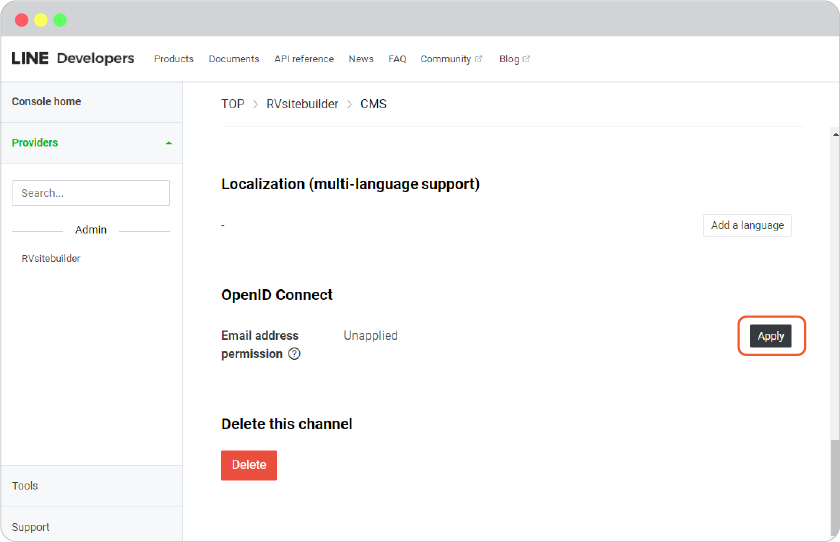 LINE Developers Products Documents API reference News FAQ Community Blog
Console home
Providers
Search...
Admin
RVsitebuilder
Tools
Support
TOP > RVsitebuilder > CMS
Localization (multi-language support)
- Add a language
OpenID Connect
Email address Unapplied Apply
permission ?
Delete this channel
Delete